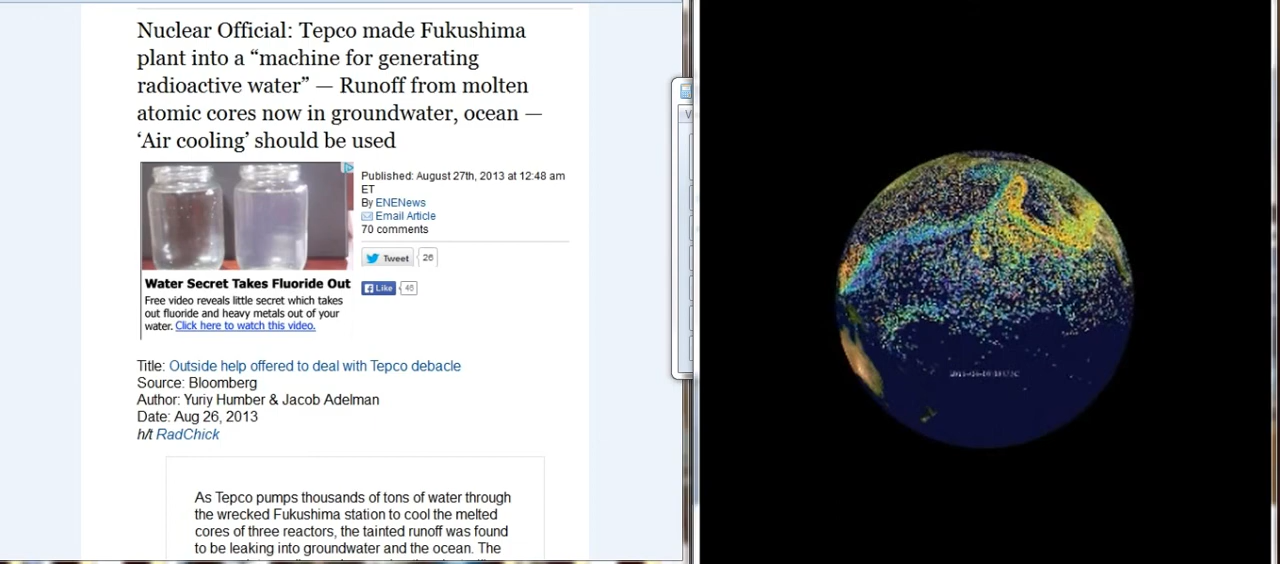 Nuclear Official: Tepco made Fukushima
plant into a “machine for generating
radioactive water” — Runoff from molten
atomic cores now in groundwater, ocean —
‘Air cooling’ should be used
Published: August 27th, 2013 at 12:48 am
ET
By ENENews
Email Article
70 comments
Tweet 26
Like 46
Water Secret Takes Fluoride Out
Free video reveals little secret which takes
out fluoride and heavy metals out of your
water. Click here to watch this video.
Title: Outside help offered to deal with Tepco debacle
Source: Bloomberg
Author: Yuriy Humber & Jacob Adelman
Date: Aug 26, 2013
h/t RadChick
As Tepco pumps thousands of tons of water through
the wrecked Fukushima station to cool the melted
cores of three reactors, the tainted runoff was found
to be leaking into groundwater and the ocean. The
V